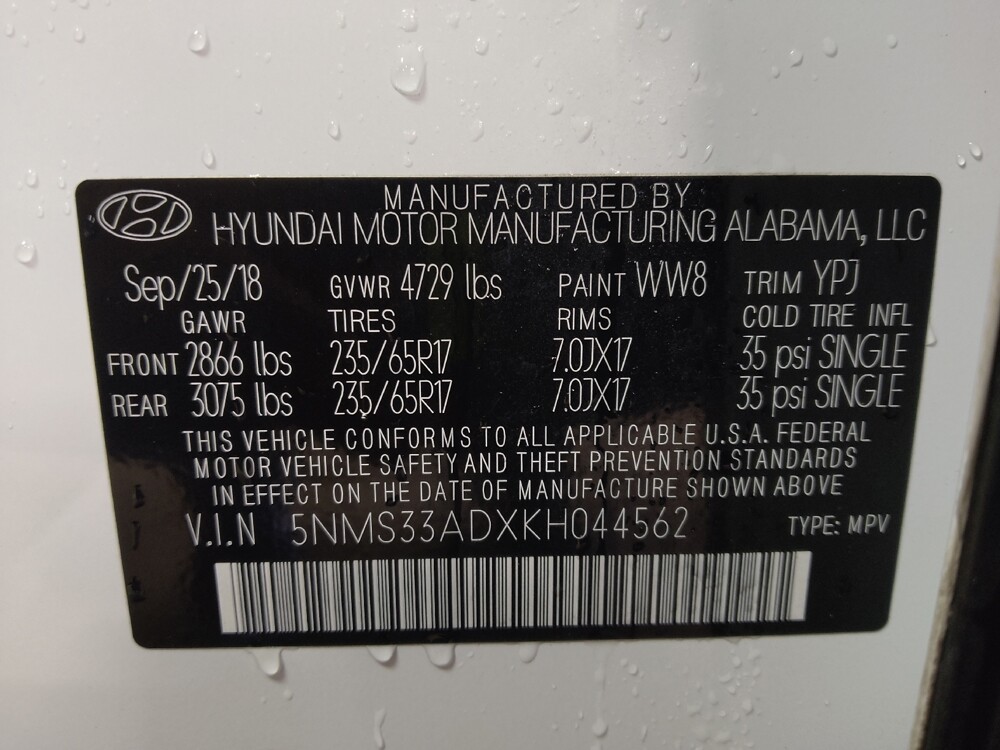 MANUFACTURED BY
HYUNDAI MOTOR MANUFACTURING ALABAMA, LLC
Sep/25/18 GVWR 4729 lbs PAINT WW8 TRIM YPJ
GAWR TIRES RIMS COLD TIRE INFL
FRONT 2866 lbs 235/65R17 7.0JX17 35 psi SINGLE
REAR 3075 lbs 235/65R17 7.0JX17 35 psi SINGLE
THIS VEHICLE CONFORMS TO ALL APPLICABLE U.S.A. FEDERAL
MOTOR VEHICLE SAFETY AND THEFT PREVENTION STANDARDS
IN EFFECT ON THE DATE OF MANUFACTURE SHOWN ABOVE
V.I.N 5NMS33ADXKH044562 TYPE: MPV